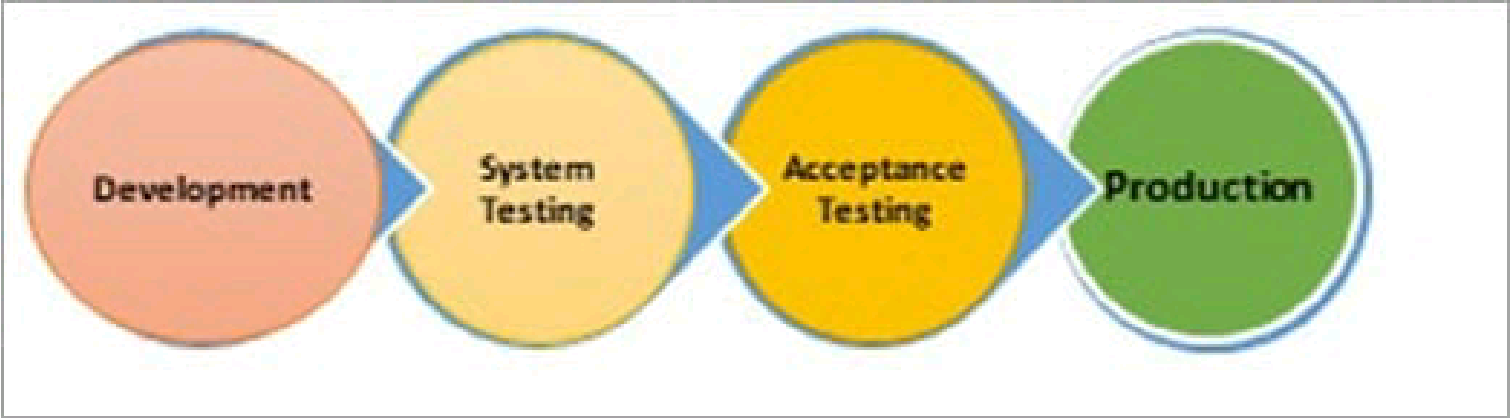 Development
System
Testing
Acceptance
Testing
Production